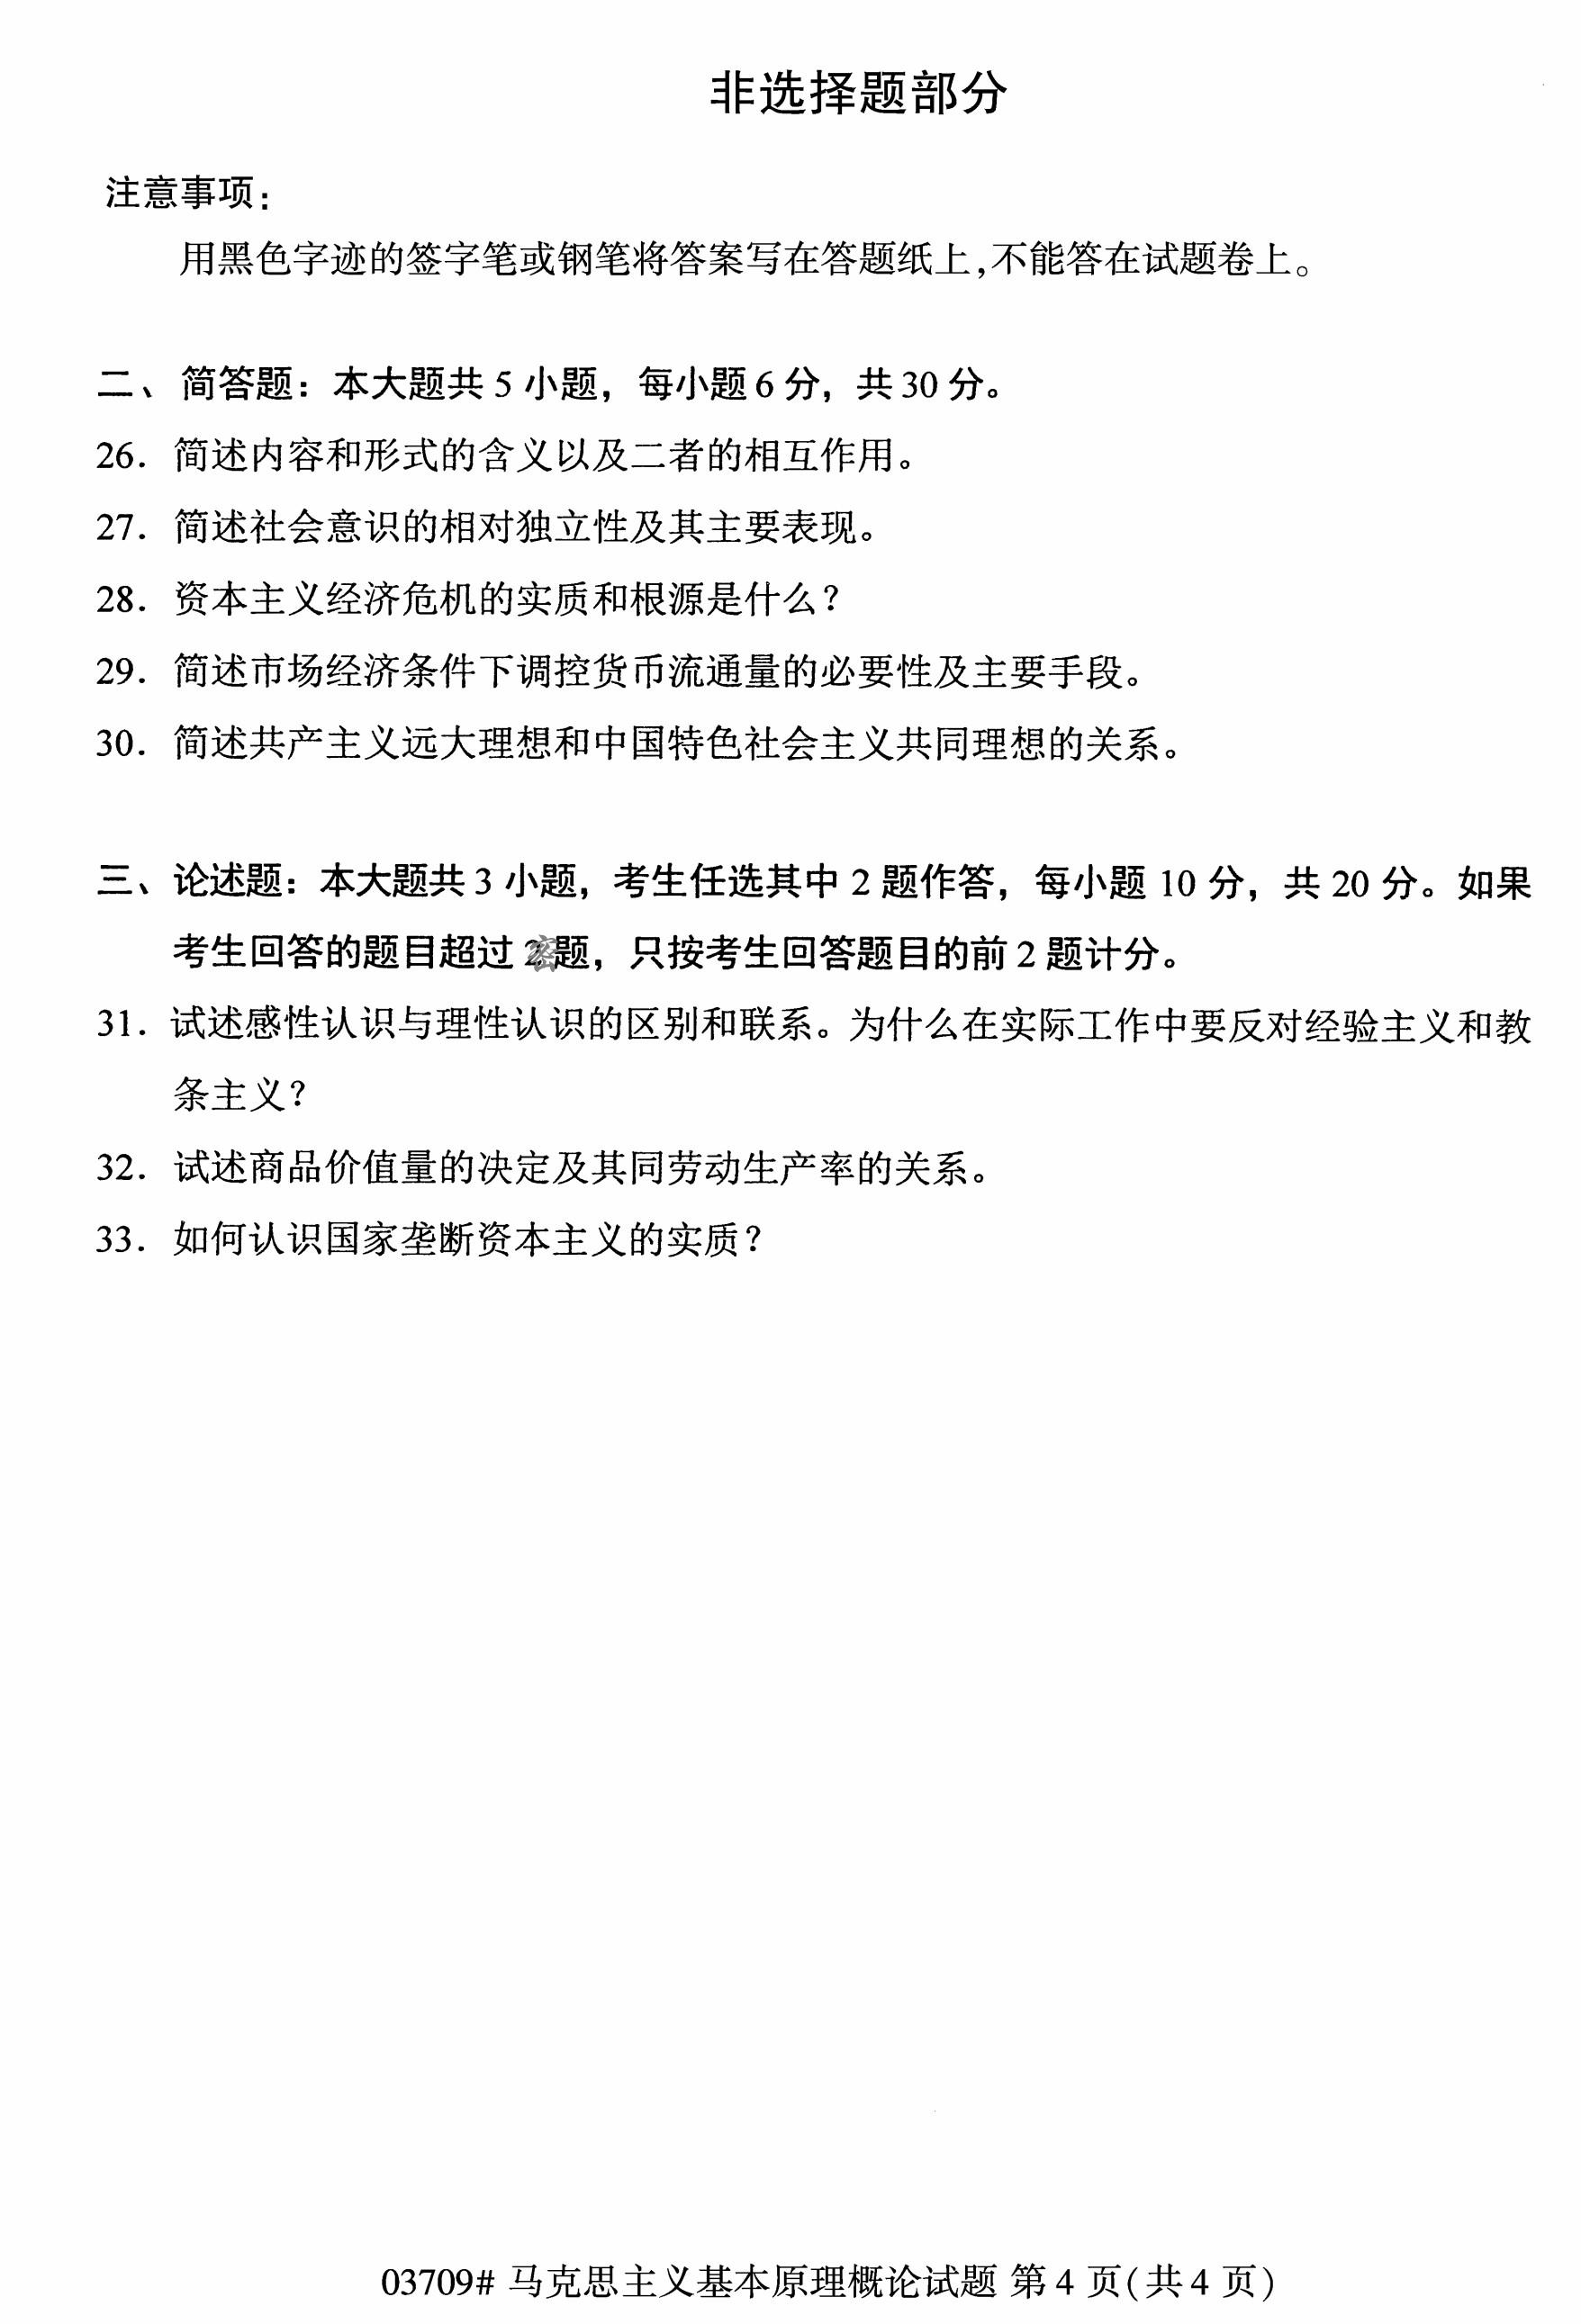 非选择题部分
注意事项:
用黑色字迹的签字笔或钢笔将答案写在答题纸上,不能答在试题卷上。
二、简答题：本大题共 5 小题，每小题 6 分，共 30 分。
26. 简述内容和形式的含义以及二者的相互作用。
27. 简述社会意识的相对独立性及其主要表现。
28. 资本主义经济危机的实质和根源是什么?
29. 简述市场经济条件下调控货币流通量的必要性及主要手段。
30. 简述共产主义远大理想和中国特色社会主义共同理想的关系。
三、论述题：本大题共 3 小题，考生任选其中 2 题作答，每小题 10 分，共 20 分。如果
考生回答的题目超过 2 题，只按考生回答题目的前 2 题计分。
密
31. 试述感性认识与理性认识的区别和联系。为什么在实际工作中要反对经验主义和教
条主义?
32. 试述商品价值量的决定及其同劳动生产率的关系。
33. 如何认识国家垄断资本主义的实质?
03709# 马克思主义基本原理概论试题 第 4 页(共 4 页)